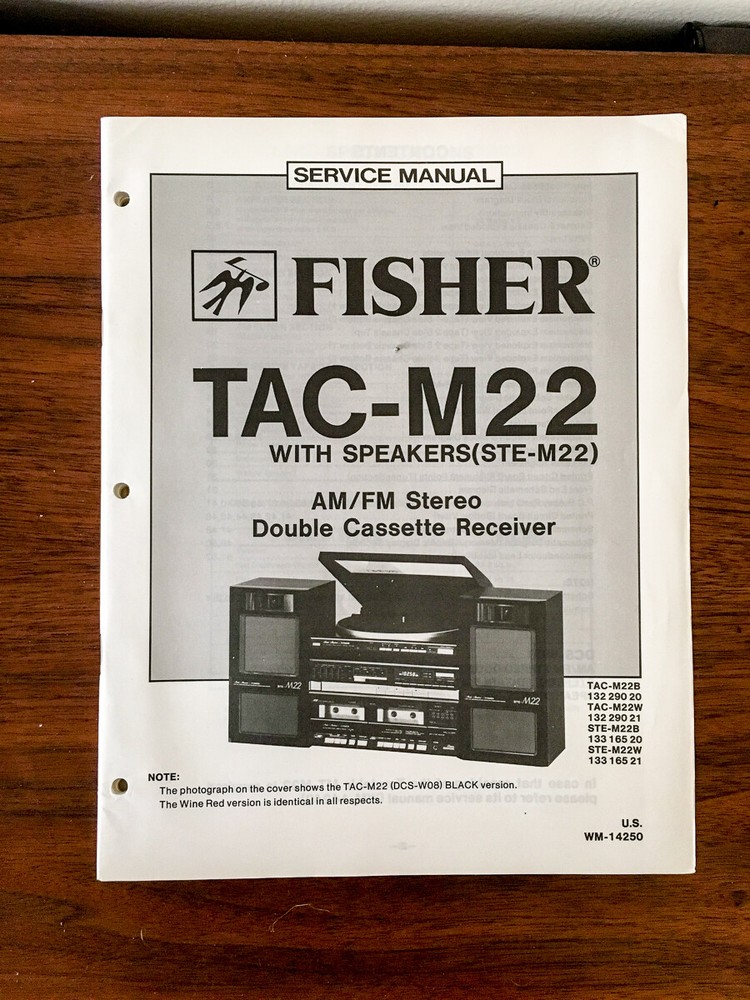 SERVICE MANUAL
FISHER®
TAC-M22
WITH SPEAKERS(STE-M22)
AM/FM Stereo
Double Cassette Receiver
STE-M22
STE-M22
TAC-M22B
132 290 20
TAC-M22W
132 290 21
STE-M22B
133 165 20
STE-M22W
133 165 21
NOTE:
The photograph on the cover shows the TAC-M22 (DCS-W08) BLACK version.
The Wine Red version is identical in all respects.
U.S.
WM-14250